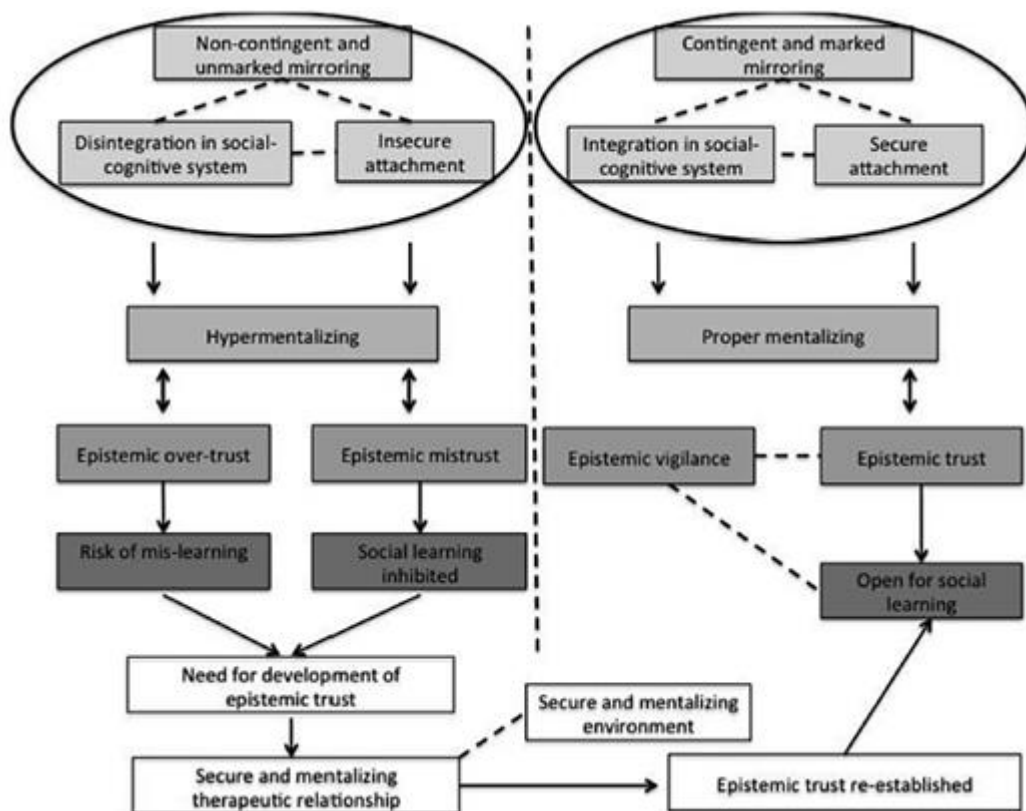 Non-contingent and
unmarked mirroring
Disintegration in social-
cognitive system
Insecure
attachment
Contingent and marked
mirroring
Integration in social-
cognitive system
Secure
attachment
Hypermentalizing
Proper mentalizing
Epistemic over-trust
Epistemic mistrust
Epistemic vigilance
Epistemic trust
Risk of mis-learning
Social learning
inhibited
Open for social
learning
Need for development of
epistemic trust
Secure and mentalizing
environment
Secure and mentalizing
therapeutic relationship
Epistemic trust re-established